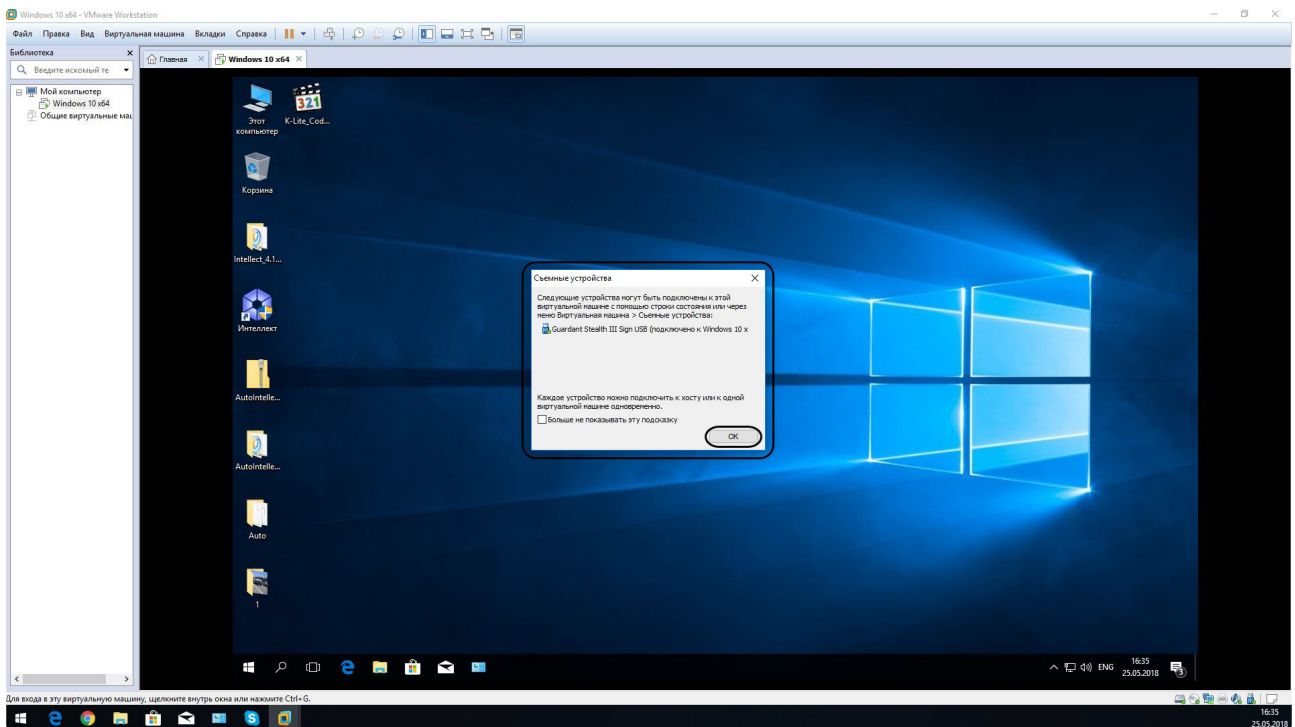 Windows 10 x64 - VMware Workstation
Файл Правка Вид Виртуальная машина Вкладки Справка
Библиотека
Введите искомый те
Мой компьютер
Windows 10 x64
Общие виртуальные маш
Главная
Windows 10 x64
Этот компьютер
K-Lite_Cod...
321
Корзина
Intellect_4.1...
Интеллект
AutoIntelle...
AutoIntelle...
Auto
1
Съемные устройства
Следующие устройства могут быть подключены к этой
виртуальной машине с помощью строки состояния или через
меню Виртуальная машина > Съемные устройства:
Guardant Stealth III Sign USB (подключено к Windows 10 x
Каждое устройство можно подключить к хосту или к одной
виртуальной машине одновременно.
Больше не показывать эту подсказку
OK
ENG
16:35
25.05.2018
3
Для входа в эту виртуальную машину, щелкните внутрь окна или нажмите Ctrl+G.
16:35
25.05.2018